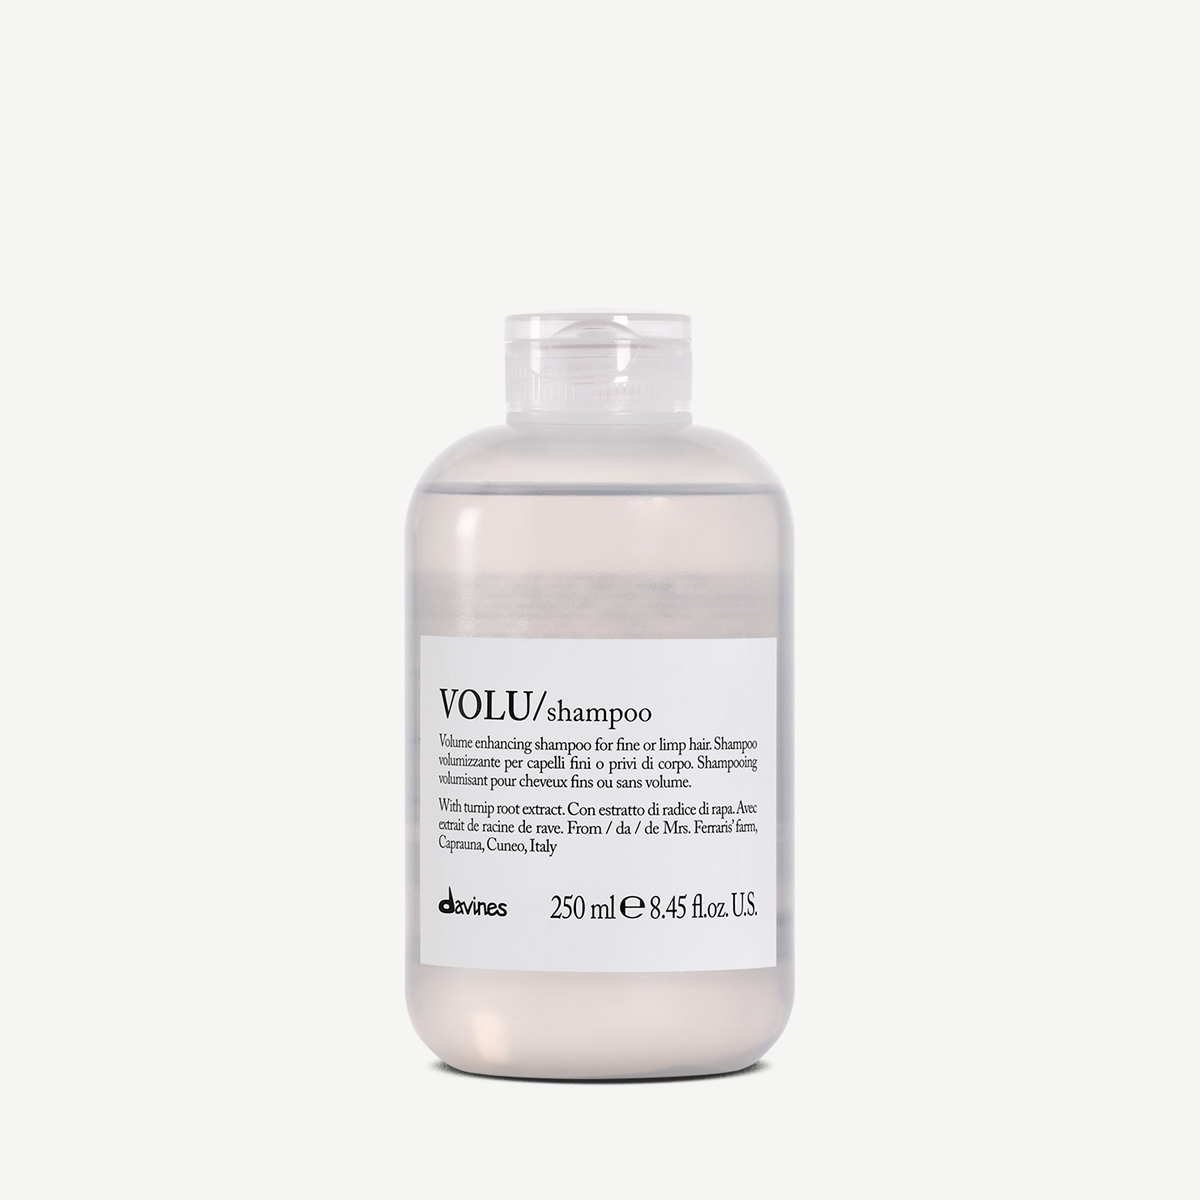 VOLU/shampoo
Volume enhancing shampoo for fine or limp hair. Shampoo
volumizzante per capelli fini o privi di corpo. Shampooing
volumisant pour cheveux fins ou sans volume.
With turnip root extract. Con estratto di radice di rapa. Avec
extrait de racine de rave. From / da / de Mrs. Ferraris' farm,
Caprauna, Cuneo, Italy
davines
250 ml ℮ 8.45 fl.oz. U.S.